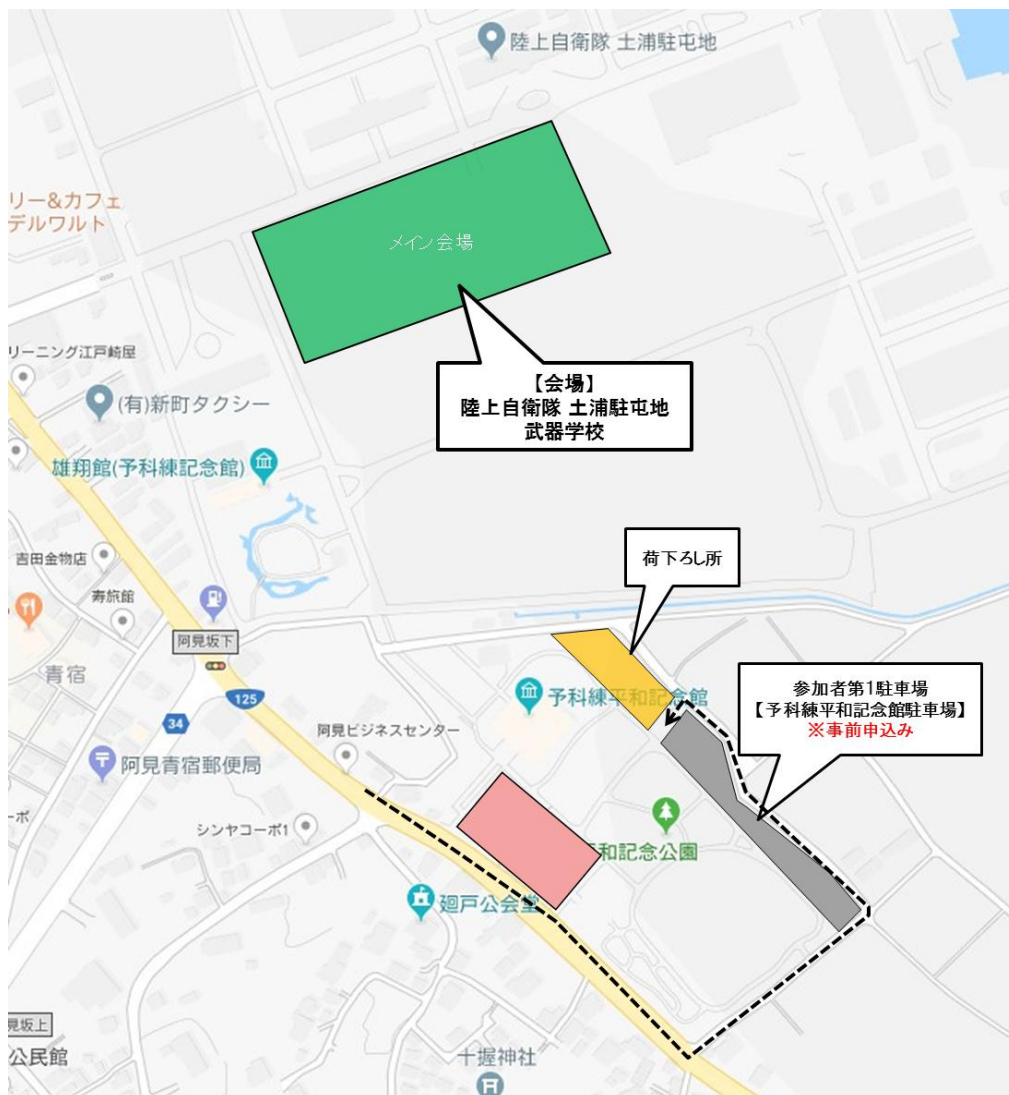 陸上自衛隊 土浦駐屯地
リー&カフェ
デルワルト
メイン会場
リーニング江戸崎屋
【会場】
陸上自衛隊 土浦駐屯地
武器学校
(有)新町タクシー
雄翔館(予科練記念館)
吉田金物店
寿旅館
荷下ろし所
阿見坂下
青宿
参加者第1駐車場
【予科練平和記念館駐車場】
※事前申込み
予科練平和記念館
125
34
阿見ビジネスセンター
阿見青宿郵便局
ーポ
シンヤコーポ1
和記念公園
廻戸公会堂
見坂上
公民館
十握神社